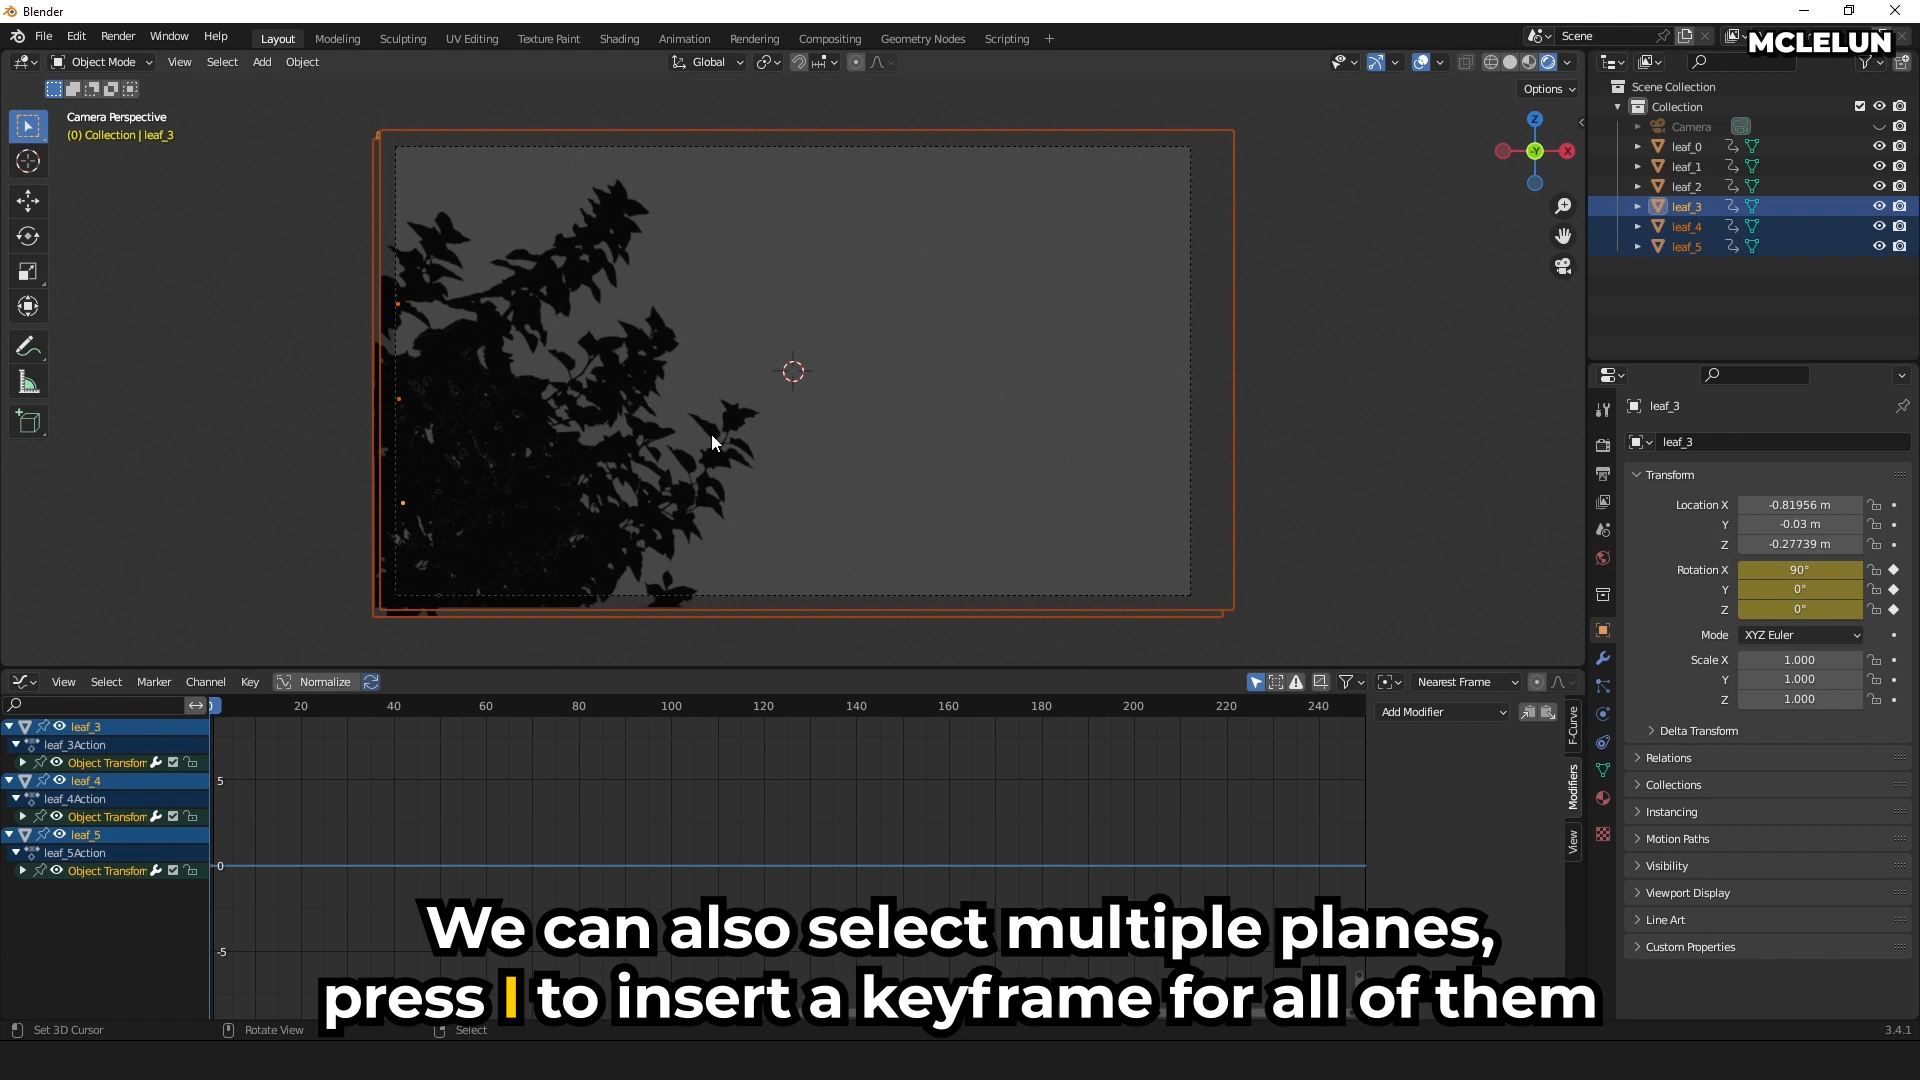 Blender
File Edit Render Window Help Layout Modeling Sculpting UV Editing Texture Paint Shading Animation Rendering Compositing Geometry Nodes Scripting + Scene
MCLELUN
Object Mode View Select Add Object Global
Options
Camera Perspective
(0) Collection | leaf_3
Z
-Y
X
Scene Collection
Collection
Camera
leaf_0
leaf_1
leaf_2
leaf_3
leaf_4
leaf_5
leaf_3
leaf_3
Transform
Location X -0.81956 m
Y -0.03 m
Z -0.27739 m
Rotation X 90°
Y 0°
Z 0°
Mode XYZ Euler
Scale X 1.000
Y 1.000
Z 1.000
Delta Transform
Relations
Collections
Instancing
Motion Paths
Visibility
Viewport Display
Line Art
Custom Properties
View Select Marker Channel Key Normalize Nearest Frame
20 40 60 80 100 120 140 160 180 200 220 240
Add Modifier
F-Curve
Modifiers
View
leaf_3
leaf_3Action
Object Transfom
leaf_4
leaf_4Action
Object Transfom
leaf_5
leaf_5Action
Object Transfom
5
0
-5
We can also select multiple planes,
press I to insert a keyframe for all of them
Set 3D Cursor Rotate View Select 3.4.1